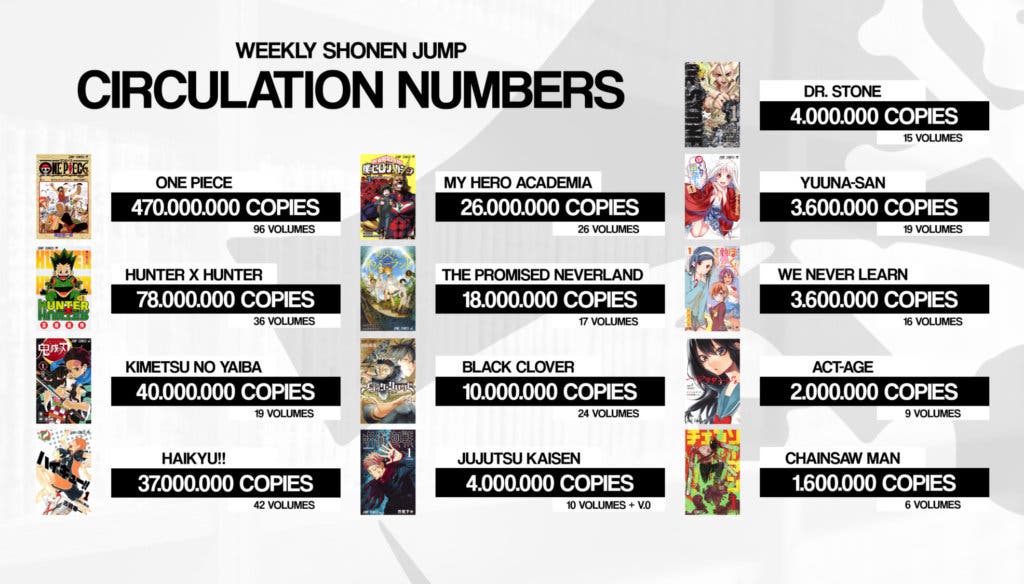 WEEKLY SHONEN JUMP
CIRCULATION NUMBERS
ONE PIECE
470.000.000 COPIES
96 VOLUMES
HUNTER X HUNTER
78.000.000 COPIES
36 VOLUMES
KIMETSU NO YAIBA
40.000.000 COPIES
19 VOLUMES
HAIKYU!!
37.000.000 COPIES
42 VOLUMES
MY HERO ACADEMIA
26.000.000 COPIES
26 VOLUMES
THE PROMISED NEVERLAND
18.000.000 COPIES
17 VOLUMES
BLACK CLOVER
10.000.000 COPIES
24 VOLUMES
JUJUTSU KAISEN
4.000.000 COPIES
10 VOLUMES + V.0
DR. STONE
4.000.000 COPIES
15 VOLUMES
YUUNA-SAN
3.600.000 COPIES
19 VOLUMES
WE NEVER LEARN
3.600.000 COPIES
16 VOLUMES
ACT-AGE
2.000.000 COPIES
9 VOLUMES
CHAINSAW MAN
1.600.000 COPIES
6 VOLUMES